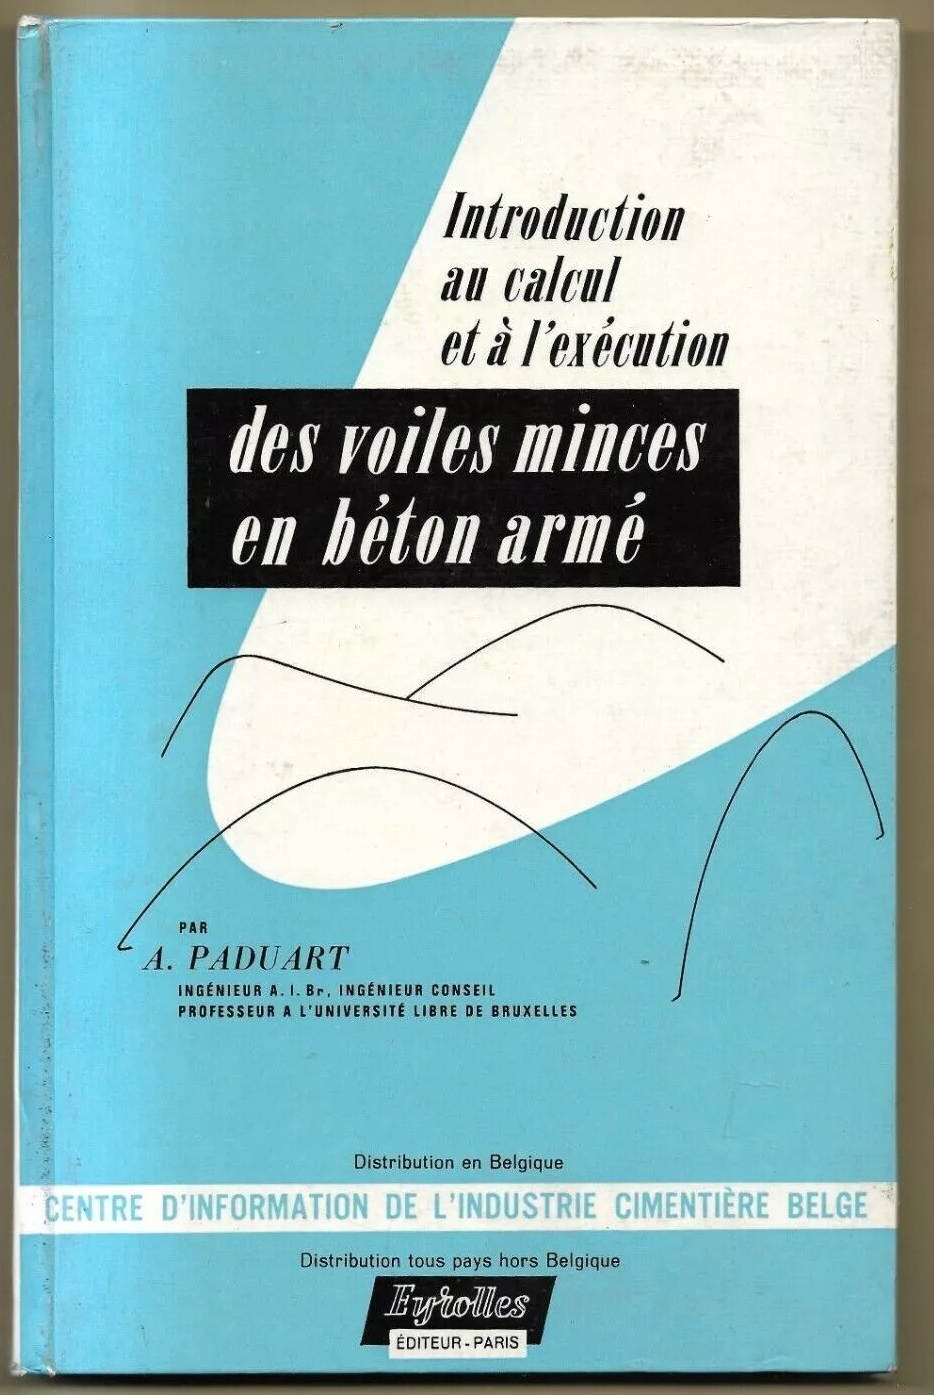 Introduction
au calcul
et à l'exécution
des voiles minces
en béton armé
PAR
A. PADUART
INGÉNIEUR A. I. Br, INGÉNIEUR CONSEIL
PROFESSEUR A L'UNIVERSITÉ LIBRE DE BRUXELLES
Distribution en Belgique
CENTRE D'INFORMATION DE L'INDUSTRIE CIMENTIÈRE BELGE
Distribution tous pays hors Belgique
Eyrolles
ÉDITEUR - PARIS